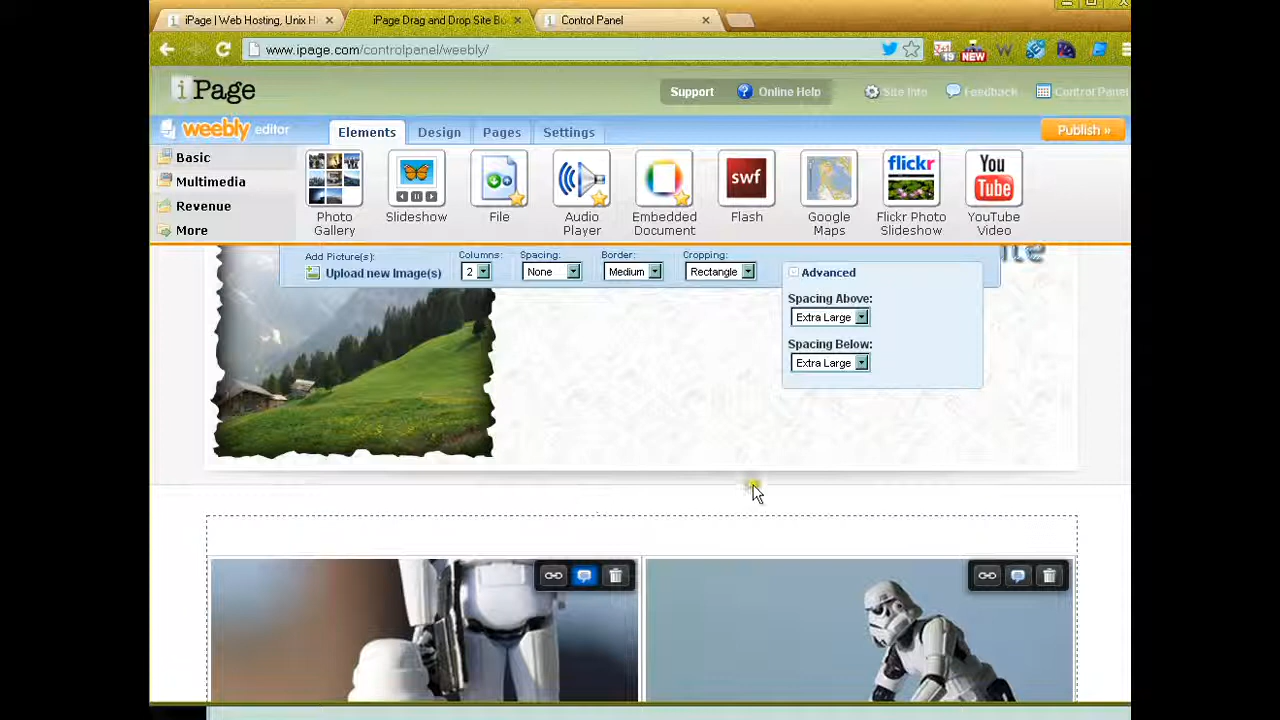 iPage | Web Hosting, Unix H
iPage Drag and Drop Site Bu
Control Panel
www.ipage.com/controlpanel/weebly/
19
NEW
iPage
Support
Online Help
Site Info
Feedback
Control Panel
weebly editor
Elements
Design
Pages
Settings
Publish »
Basic
Multimedia
Revenue
More
Photo Gallery
Slideshow
File
Audio Player
Embedded Document
swf
Flash
Google Maps
flickr
Flickr Photo Slideshow
You Tube
YouTube Video
Add Picture(s):
Upload new Image(s)
Columns:
2
Spacing:
None
Border:
Medium
Cropping:
Rectangle
Advanced
Spacing Above:
Extra Large
Spacing Below:
Extra Large